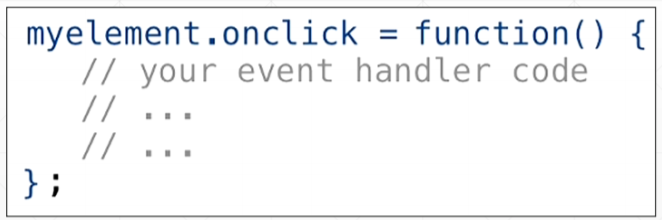 myelement.onclick = function() {
// your event handler code
// ...
// ...
};